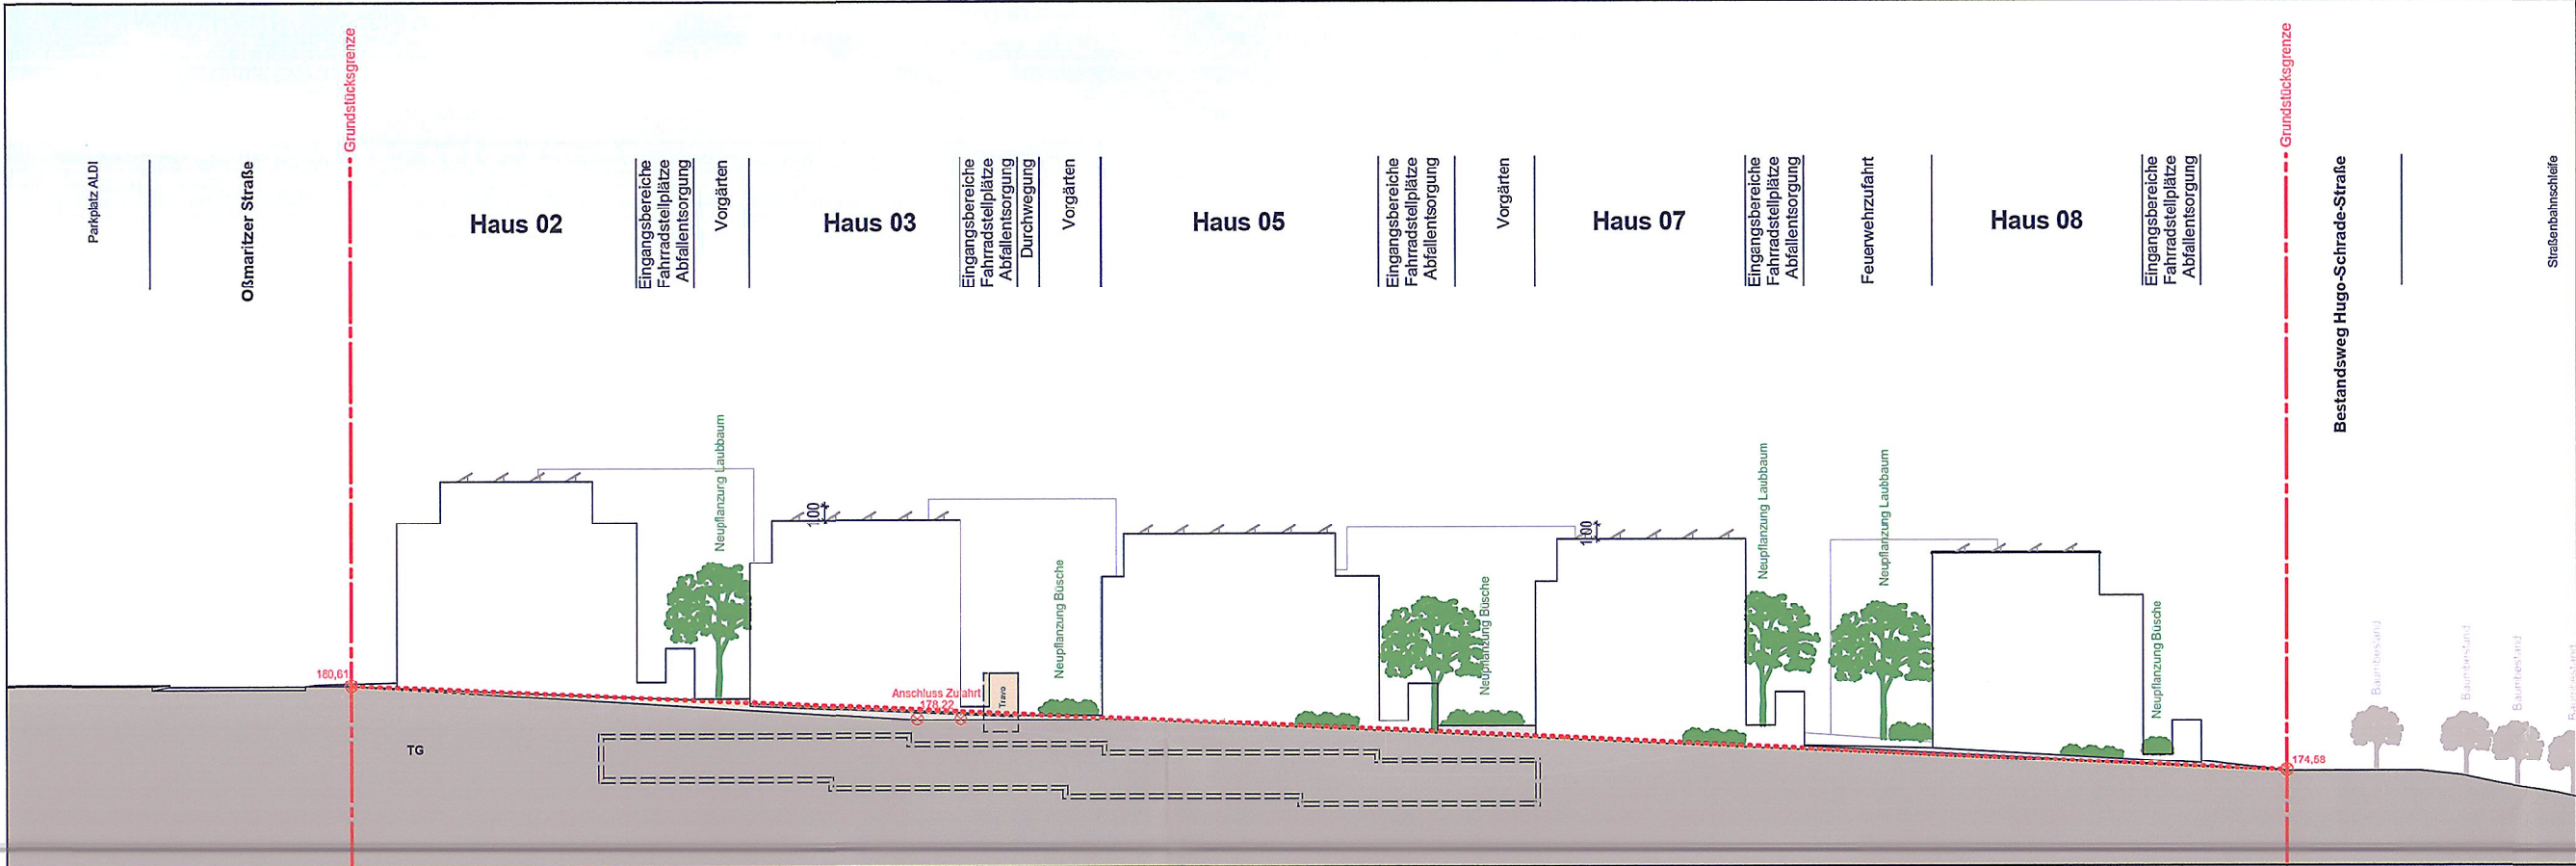 Grundstücksgrenze
Grundstücksgrenze
Parkplatz ALDI
Oßmaritzer Straße
Haus 02
Eingangsbereiche
Fahrradstellplätze
Abfallentsorgung
Vorgärten
Haus 03
Eingangsbereiche
Fahrradstellplätze
Abfallentsorgung
Durchwegung
Vorgärten
Haus 05
Eingangsbereiche
Fahrradstellplätze
Abfallentsorgung
Vorgärten
Haus 07
Eingangsbereiche
Fahrradstellplätze
Abfallentsorgung
Feuerwehrzufahrt
Haus 08
Eingangsbereiche
Fahrradstellplätze
Abfallentsorgung
Bestandsweg Hugo-Schrade-Straße
Straßenbahnschleife
Neupflanzung Laubbaum
1,00
Neupflanzung Büsche
Neupflanzung Büsche
1,00
Neupflanzung Laubbaum
Neupflanzung Laubbaum
Neupflanzung Büsche
Baumbestand
Baumbestand
Baumbestand
180,61
Anschluss Zufahrt
178,22
Travo
TG
174,58